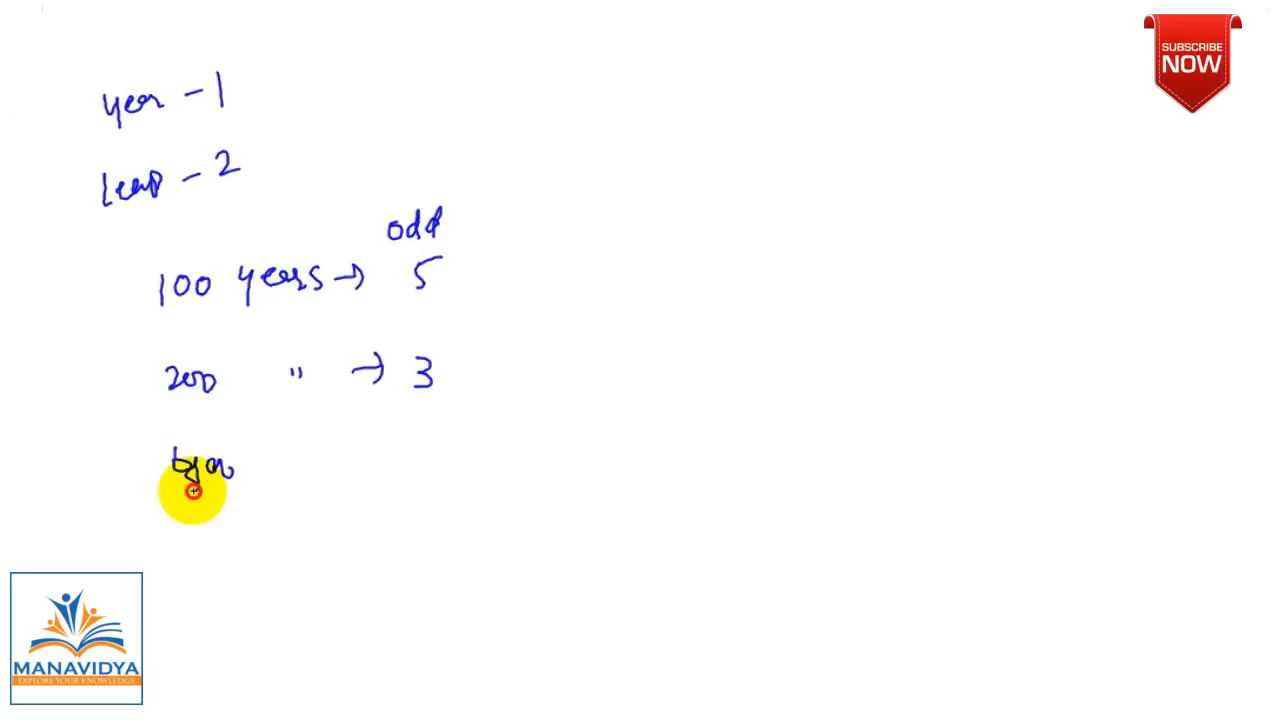 SUBSCRIBE
NOW
year - 1
leap - 2
odd
100 years → 5
200 " → 3
MANAVIDYA
EXPLORE YOUR KNOWLEDGE